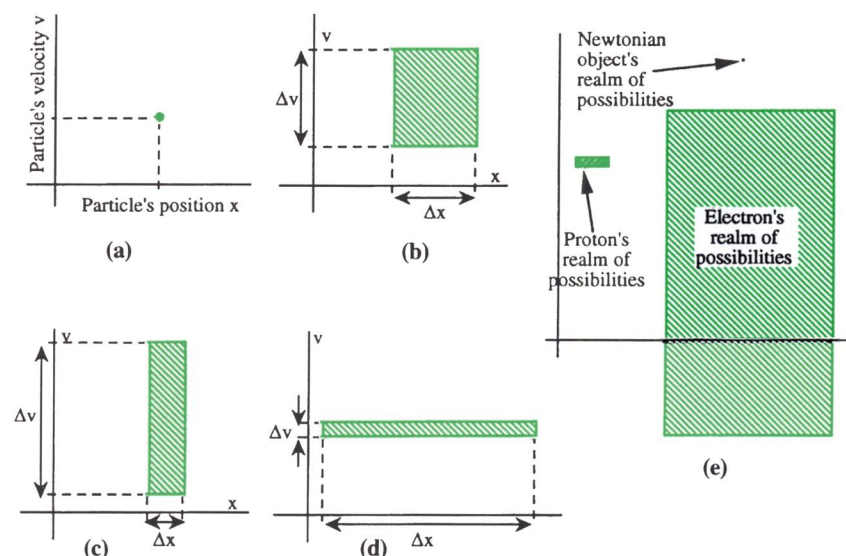 Particle's velocity v
Particle's position x
(a)
v
Δv
x
Δx
(b)
Newtonian
object's
realm of
possibilities
Electron's
realm of
possibilities
Proton's
realm of
possibilities
(e)
v
Δv
x
Δx
(c)
v
Δv
Δx
(d)